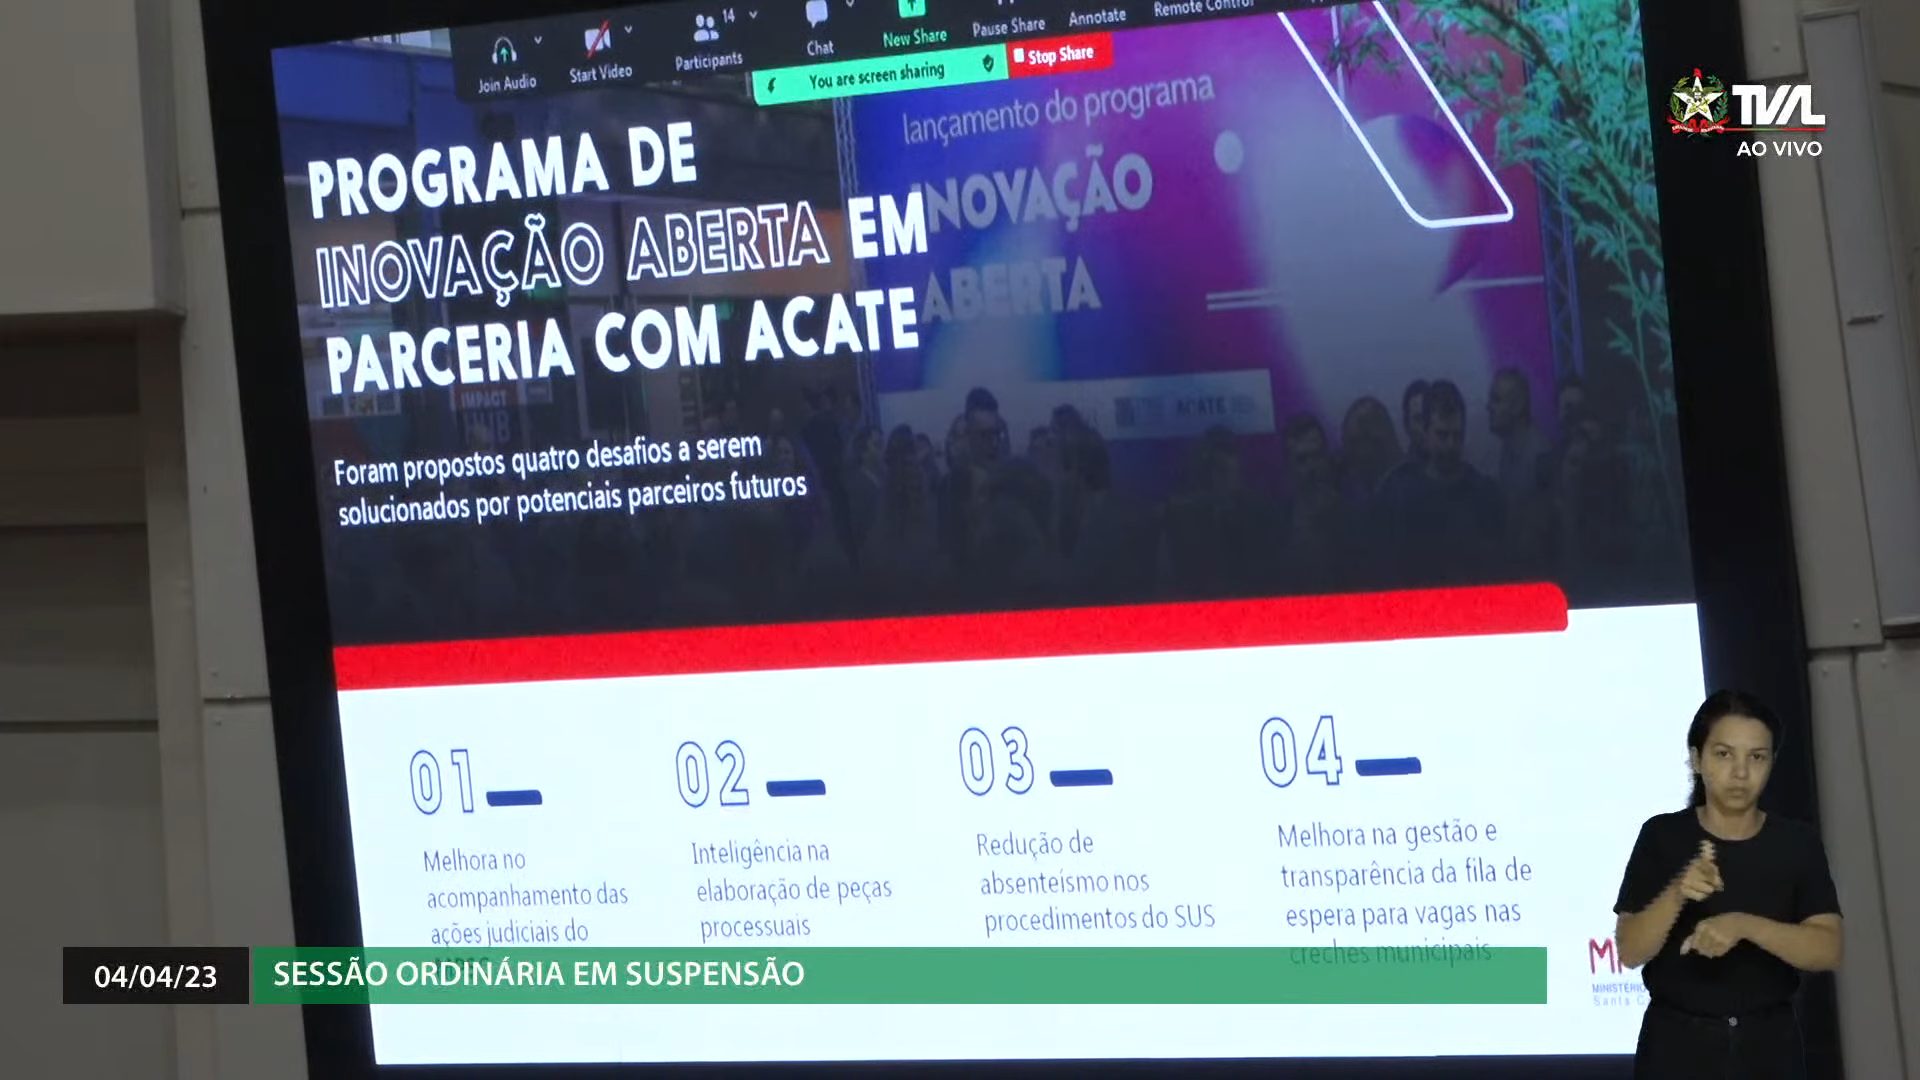 14
Join Audio
Start Video
Participants
Chat
New Share
Pause Share
Annotate
Remote Control
You are screen sharing
Stop Share
TVAL
AO VIVO
lançamento do programa
INOVAÇÃO
ABERTA
PROGRAMA DE
INOVAÇÃO ABERTA EM
PARCERIA COM ACATE
IMPACT
HUB
ACATE
Foram propostos quatro desafios a serem
solucionados por potenciais parceiros futuros
01
Melhora no
acompanhamento das
ações judiciais do
02
Inteligência na
elaboração de peças
processuais
03
Redução de
absenteísmo nos
procedimentos do SUS
04
Melhora na gestão e
transparência da fila de
espera para vagas nas
creches municipais
04/04/23
SESSÃO ORDINÁRIA EM SUSPENSÃO